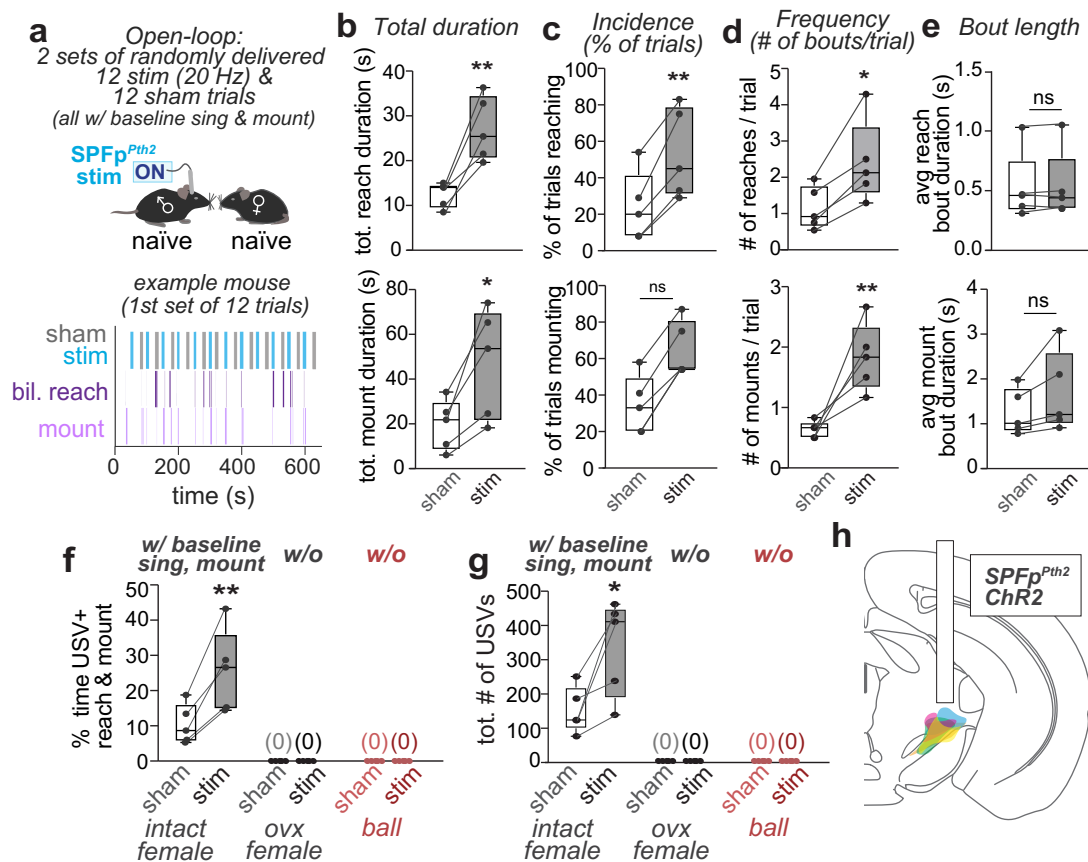 a
Open-loop:
2 sets of randomly delivered
12 stim (20 Hz) &
12 sham trials
(all w/ baseline sing & mount)
SPFp^Pth2
stim
ON
♂
♀
naïve
naïve
example mouse
(1st set of 12 trials)
sham
stim
bil. reach
mount
0
200
400
600
time (s)
b
Total duration
tot. reach duration (s)
40
30
20
10
0
**
tot. mount duration (s)
80
60
40
20
0
*
sham
stim
c
Incidence
(% of trials)
% of trials reaching
100
80
60
40
20
0
**
% of trials mounting
100
80
60
40
20
0
ns
sham
stim
d
Frequency
(# of bouts/trial)
# of reaches / trial
5
4
3
2
1
0
*
# of mounts / trial
3
2
1
0
**
sham
stim
e
Bout length
avg reach
bout duration (s)
1.5
1.0
0.5
0.0
ns
avg mount
bout duration (s)
4
3
2
1
0
ns
sham
stim
f
w/ baseline
sing, mount
w/o
w/o
% time USV+
reach & mount
50
40
30
20
10
0
**
(0)
(0)
(0)
(0)
sham
stim
sham
stim
sham
stim
intact
female
ovx
female
ball
g
w/ baseline
sing, mount
w/o
w/o
tot. # of USVs
500
400
300
200
100
0
*
(0)
(0)
(0)
(0)
sham
stim
sham
stim
sham
stim
intact
female
ovx
female
ball
h
SPFp^Pth2
ChR2